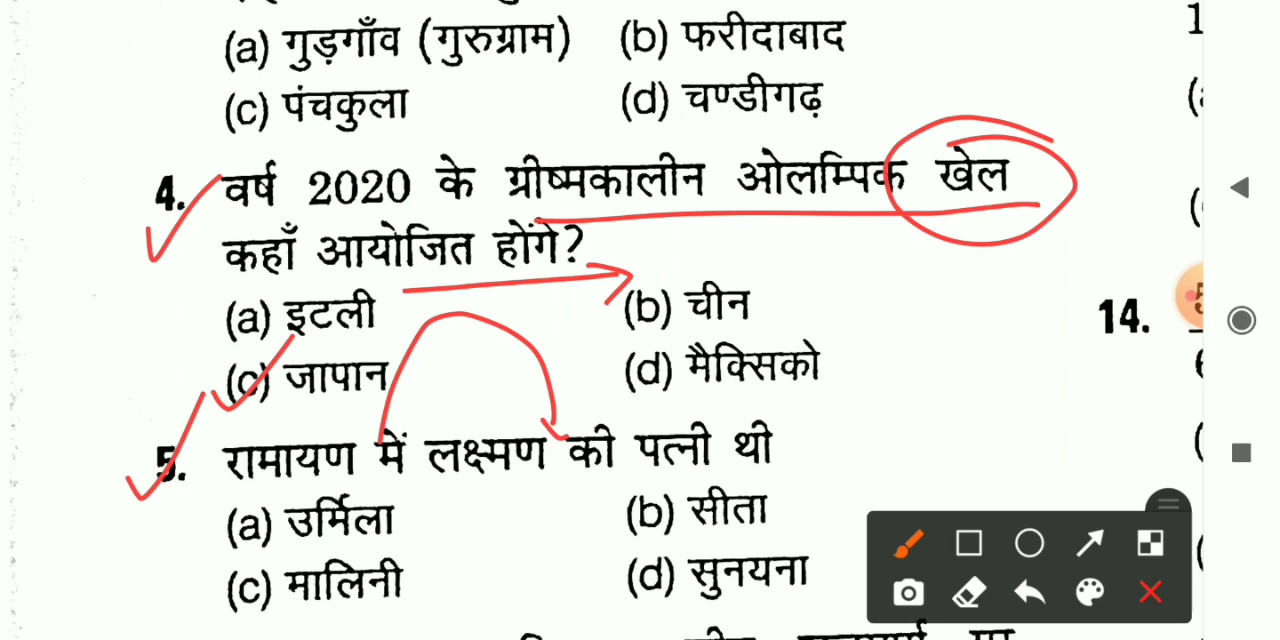 (a) गुड़गाँव (गुरुग्राम) (b) फरीदाबाद
(c) पंचकुला (d) चण्डीगढ़
4. वर्ष 2020 के ग्रीष्मकालीन ओलम्पिक खेल
कहाँ आयोजित होंगे?
(a) इटली (b) चीन
(c) जापान (d) मैक्सिको
5. रामायण में लक्ष्मण की पत्नी थी
(a) उर्मिला (b) सीता
(c) मालिनी (d) सुनयना
14.